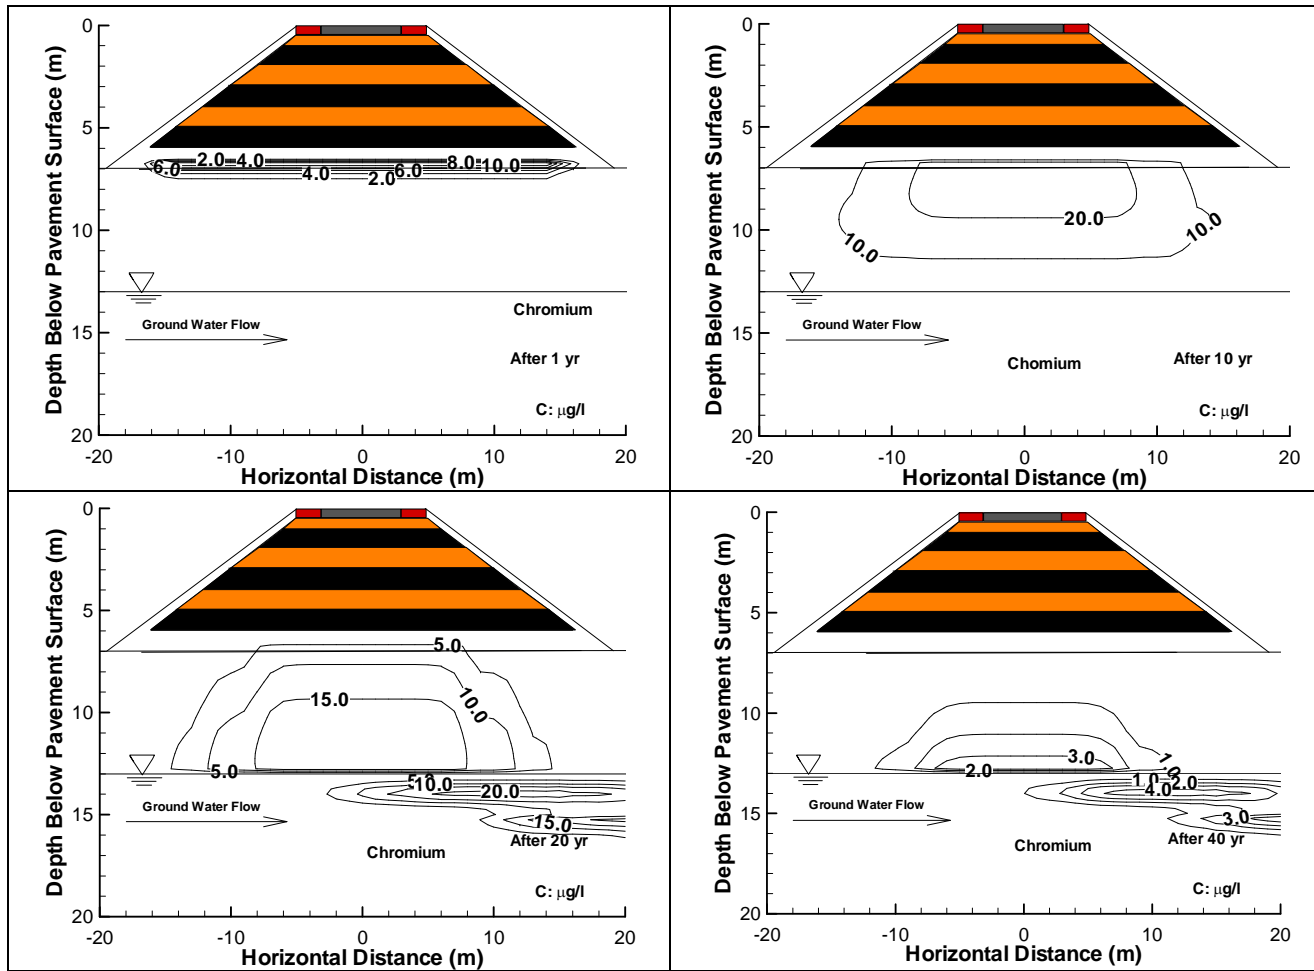 0
5
10
15
20
Depth Below Pavement Surface (m)
2.0 4.0 8.0 10.0
6.0 4.0 2.0 6.0
Ground Water Flow
Chromium
After 1 yr
C: μg/l
-20 -10 0 10 20
Horizontal Distance (m)
0
5
10
15
20
Depth Below Pavement Surface (m)
20.0
10.0 10.0
Ground Water Flow
Chomium
After 10 yr
C: μg/l
-20 -10 0 10 20
Horizontal Distance (m)
0
5
10
15
20
Depth Below Pavement Surface (m)
5.0
15.0 10.0
5.0
5.0
10.0
20.0
15.0
Ground Water Flow
Chromium
After 20 yr
C: μg/l
-20 -10 0 10 20
Horizontal Distance (m)
0
5
10
15
20
Depth Below Pavement Surface (m)
3.0 1.0
2.0
1.0 2.0
4.0
3.0
Ground Water Flow
Chromium
After 40 yr
C: μg/l
-20 -10 0 10 20
Horizontal Distance (m)